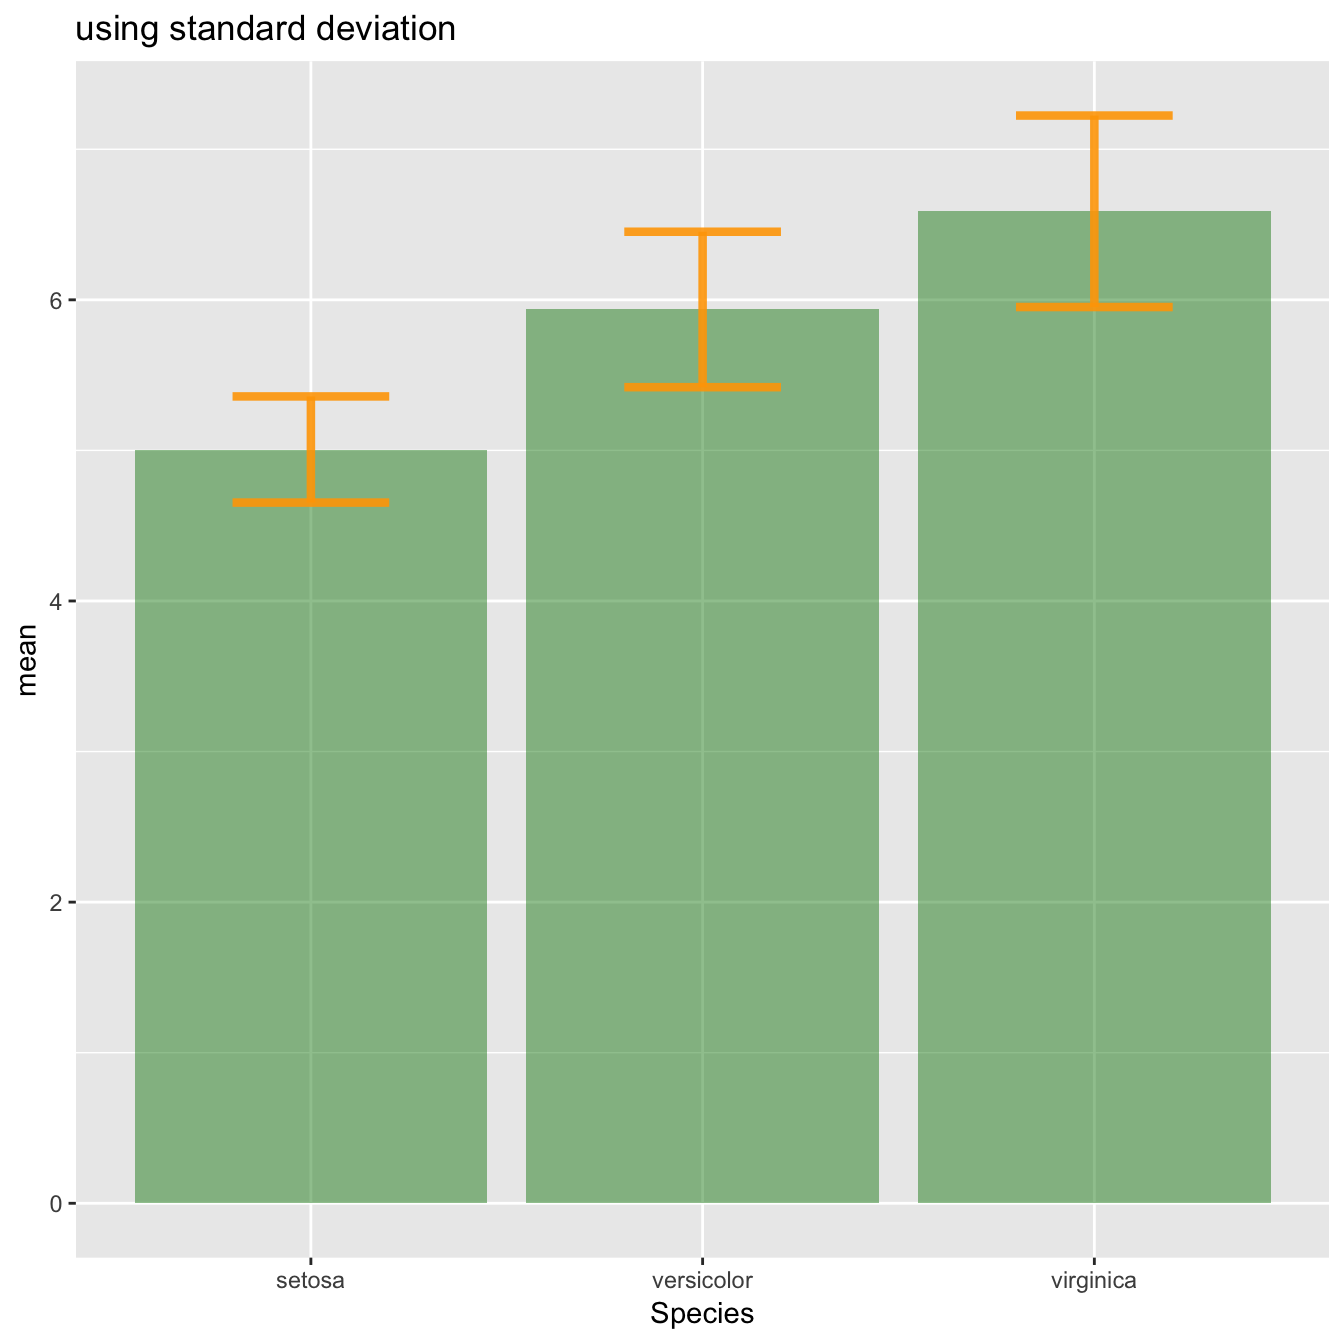 using standard deviation
6
4
2
0
mean
setosa
versicolor
virginica
Species